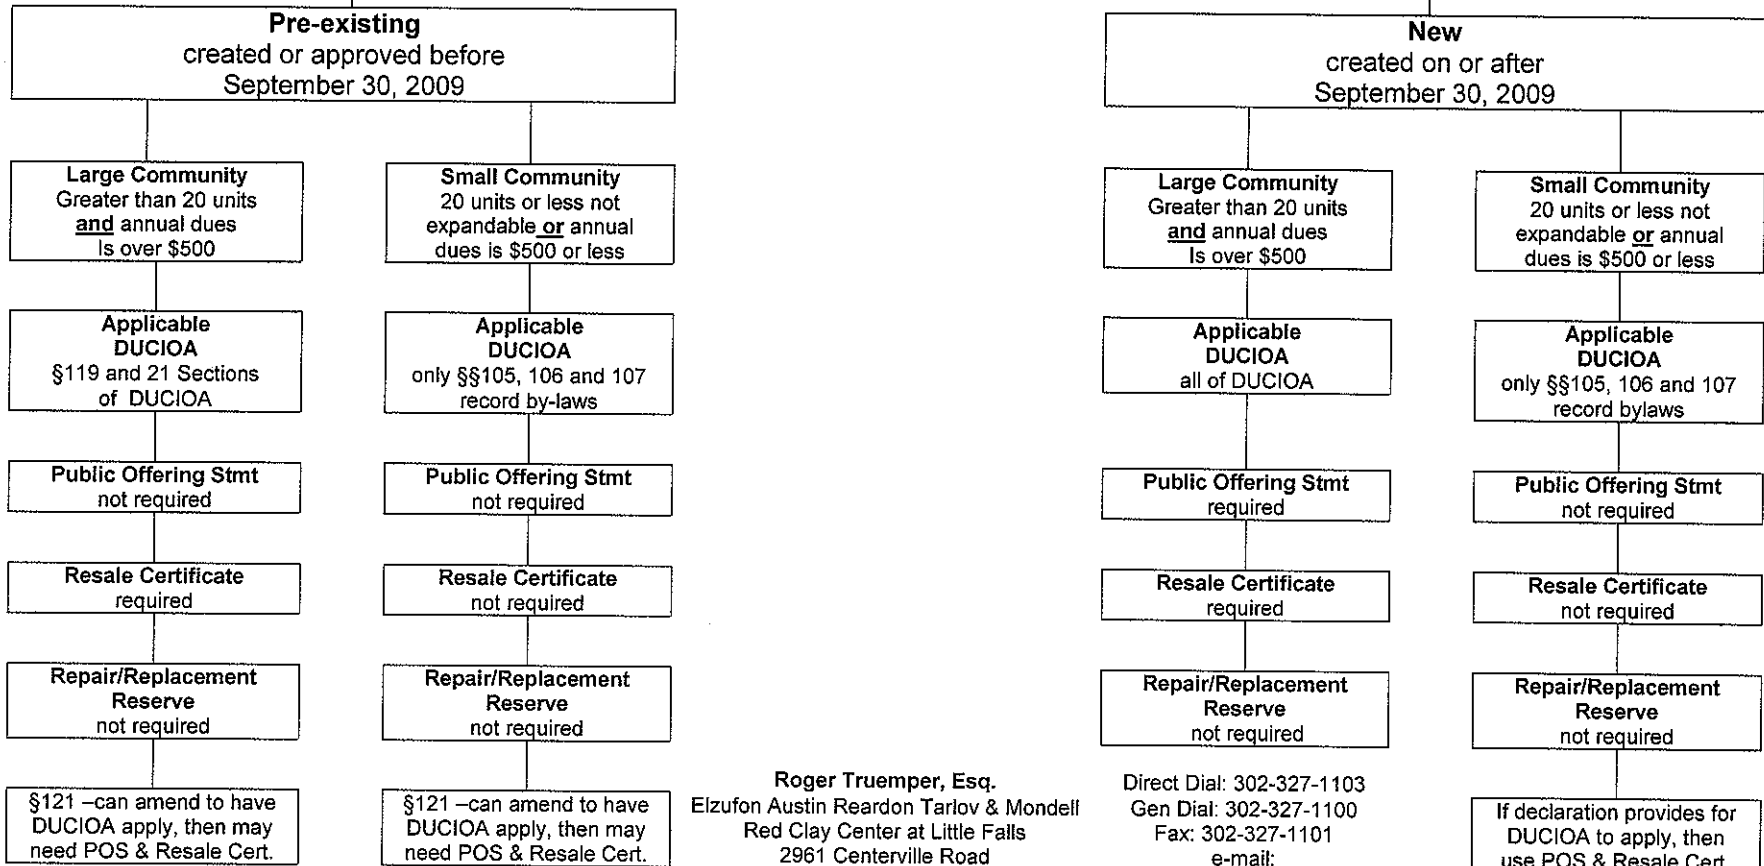 Pre-existing
created or approved before
September 30, 2009
Large Community
Greater than 20 units
and annual dues
Is over $500
Applicable
DUCIOA
§119 and 21 Sections
of DUCIOA
Public Offering Stmt
not required
Resale Certificate
required
Repair/Replacement
Reserve
not required
§121 –can amend to have
DUCIOA apply, then may
need POS & Resale Cert.
Small Community
20 units or less not
expandable or annual
dues is $500 or less
Applicable
DUCIOA
only §§105, 106 and 107
record by-laws
Public Offering Stmt
not required
Resale Certificate
not required
Repair/Replacement
Reserve
not required
§121 –can amend to have
DUCIOA apply, then may
need POS & Resale Cert.
Roger Truemper, Esq.
Elzufon Austin Reardon Tarlov & Mondell
Red Clay Center at Little Falls
2961 Centerville Road
New
created on or after
September 30, 2009
Large Community
Greater than 20 units
and annual dues
Is over $500
Applicable
DUCIOA
all of DUCIOA
Public Offering Stmt
required
Resale Certificate
required
Repair/Replacement
Reserve
not required
Direct Dial: 302-327-1103
Gen Dial: 302-327-1100
Fax: 302-327-1101
e-mail:
Small Community
20 units or less not
expandable or annual
dues is $500 or less
Applicable
DUCIOA
only §§105, 106 and 107
record bylaws
Public Offering Stmt
not required
Resale Certificate
not required
Repair/Replacement
Reserve
not required
If declaration provides for
DUCIOA to apply, then
use POS & Resale Cert